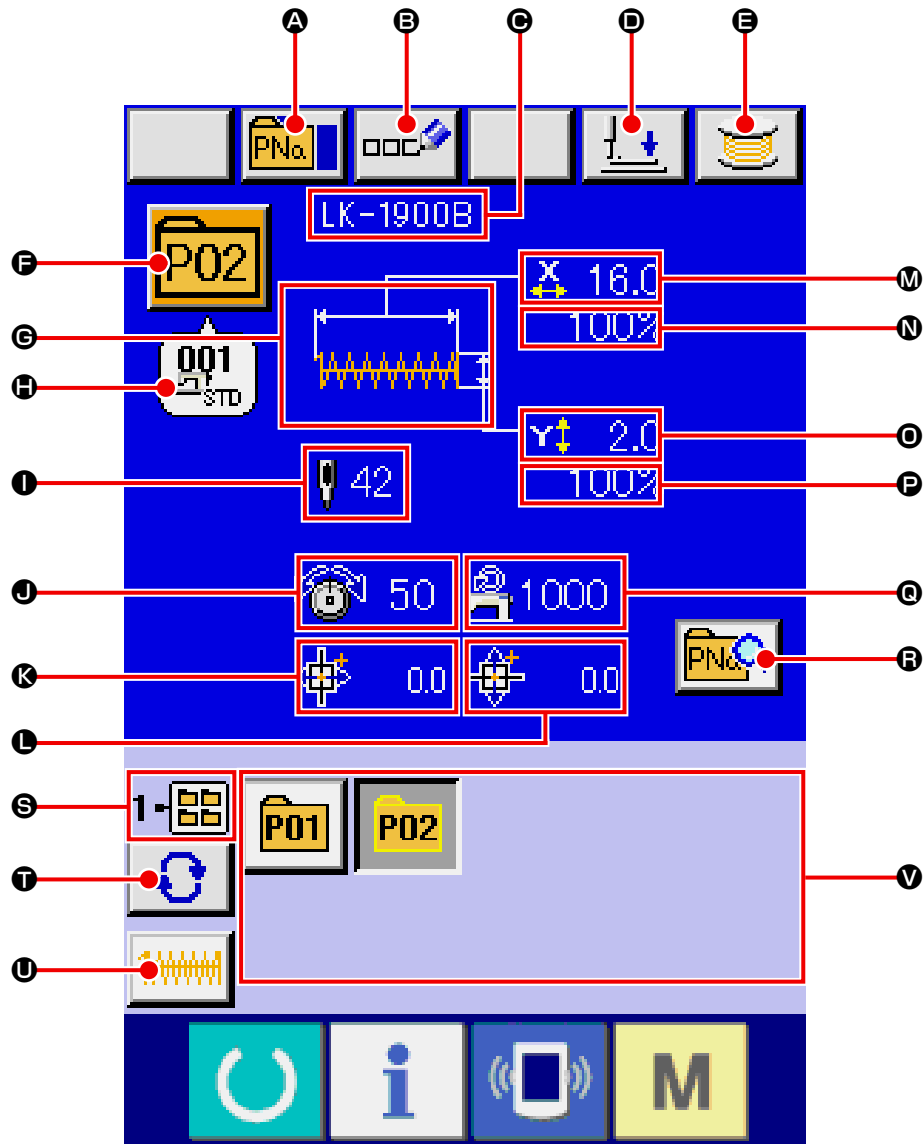 A B C D E
PNo.
LK-1900B
F P02
X 16.0 M
100% N
G
001
H STD
Y 2.0 O
100% P
I 42
J 50 1000 Q
K 0.0 0.0
PNo. R
L
S 1
P01 P02
T V
U
i M